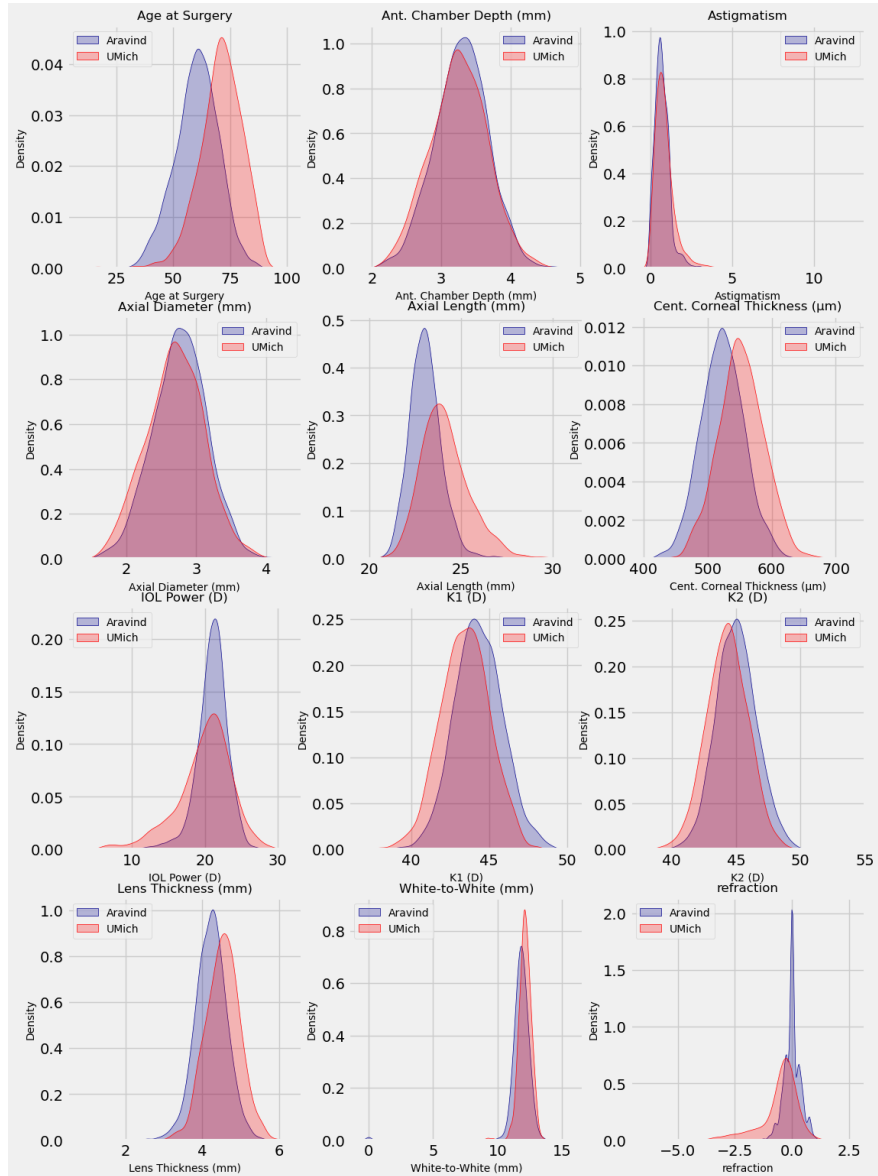 Age at Surgery
Aravind
UMich
Density
0.04
0.03
0.02
0.01
0.00
25 50 75 100
Age at Surgery
Ant. Chamber Depth (mm)
Aravind
UMich
Density
1.0
0.8
0.6
0.4
0.2
0.0
2 3 4 5
Ant. Chamber Depth (mm)
Astigmatism
Aravind
UMich
Density
1.0
0.8
0.6
0.4
0.2
0.0
0 5 10
Astigmatism
Axial Diameter (mm)
Aravind
UMich
Density
1.0
0.8
0.6
0.4
0.2
0.0
2 3 4
Axial Diameter (mm)
Axial Length (mm)
Aravind
UMich
Density
0.5
0.4
0.3
0.2
0.1
0.0
20 25 30
Axial Length (mm)
Cent. Corneal Thickness (μm)
Aravind
UMich
Density
0.012
0.010
0.008
0.006
0.004
0.002
0.000
400 500 600 700
Cent. Corneal Thickness (μm)
IOL Power (D)
Aravind
UMich
Density
0.20
0.15
0.10
0.05
0.00
10 20 30
IOL Power (D)
K1 (D)
Aravind
UMich
Density
0.25
0.20
0.15
0.10
0.05
0.00
40 45 50
K1 (D)
K2 (D)
Aravind
UMich
Density
0.25
0.20
0.15
0.10
0.05
0.00
40 45 50 55
K2 (D)
Lens Thickness (mm)
Aravind
UMich
Density
1.0
0.8
0.6
0.4
0.2
0.0
2 4 6
Lens Thickness (mm)
White-to-White (mm)
Aravind
UMich
Density
0.8
0.6
0.4
0.2
0.0
0 5 10 15
White-to-White (mm)
refraction
Aravind
UMich
Density
2.0
1.5
1.0
0.5
0.0
−5.0 −2.5 0.0 2.5
refraction